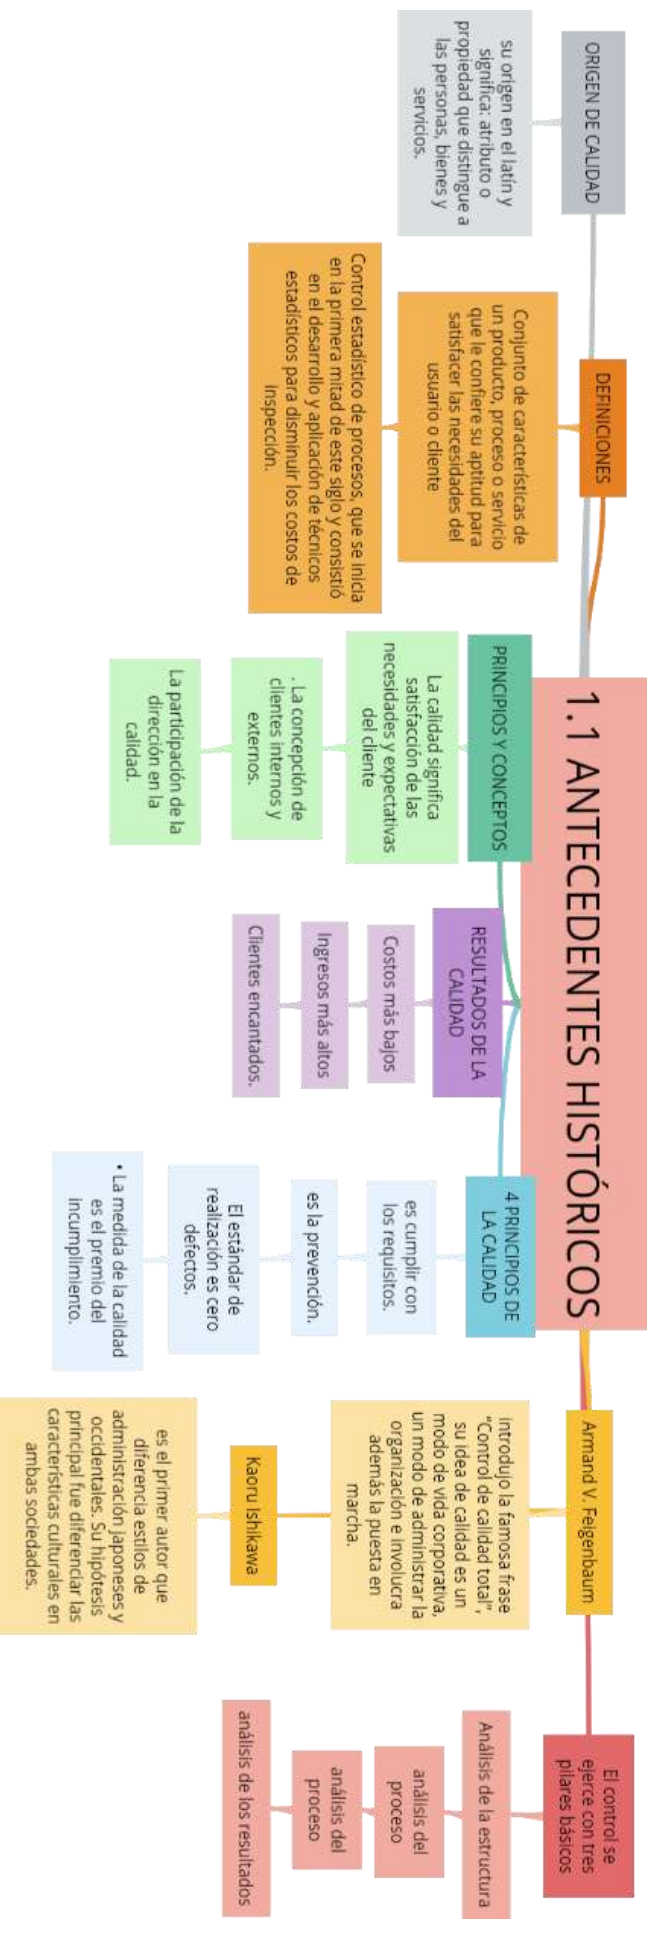 1.1 ANTECEDENTES HISTÓRICOS
ORIGEN DE CALIDAD
su origen en el latín y
significa: atributo o
propiedad que distingue a
las personas, bienes y
servicios.
DEFINICIONES
Conjunto de características de
un producto, proceso o servicio
que le confiere su aptitud para
satisfacer las necesidades del
usuario o cliente
Control estadístico de procesos, que se inicia
en la primera mitad de este siglo y consistió
en el desarrollo y aplicación de técnicos
estadísticos para disminuir los costos de
inspección.
PRINCIPIOS Y CONCEPTOS
La calidad significa
satisfacción de las
necesidades y expectativas
del cliente
. La concepción de
clientes internos y
externos.
La participación de la
dirección en la
calidad.
RESULTADOS DE LA
CALIDAD
Costos más bajos
Ingresos más altos
Clientes encantados.
4 PRINCIPIOS DE
LA CALIDAD
es cumplir con
los requisitos.
es la prevención.
El estándar de
realización es cero
defectos.
• La medida de la calidad
es el premio del
incumplimiento.
Armand V. Feigenbaum
introdujo la famosa frase
"Control de calidad total",
su idea de calidad es un
modo de vida corporativa,
un modo de administrar la
organización e involucra
además la puesta en
marcha.
Kaoru Ishikawa
es el primer autor que
diferencia estilos de
administración japoneses y
occidentales. Su hipótesis
principal fue diferenciar las
características culturales en
ambas sociedades.
El control se
ejerce con tres
pilares básicos
Análisis de la estructura
análisis del
proceso
análisis del
proceso
análisis de los resultados